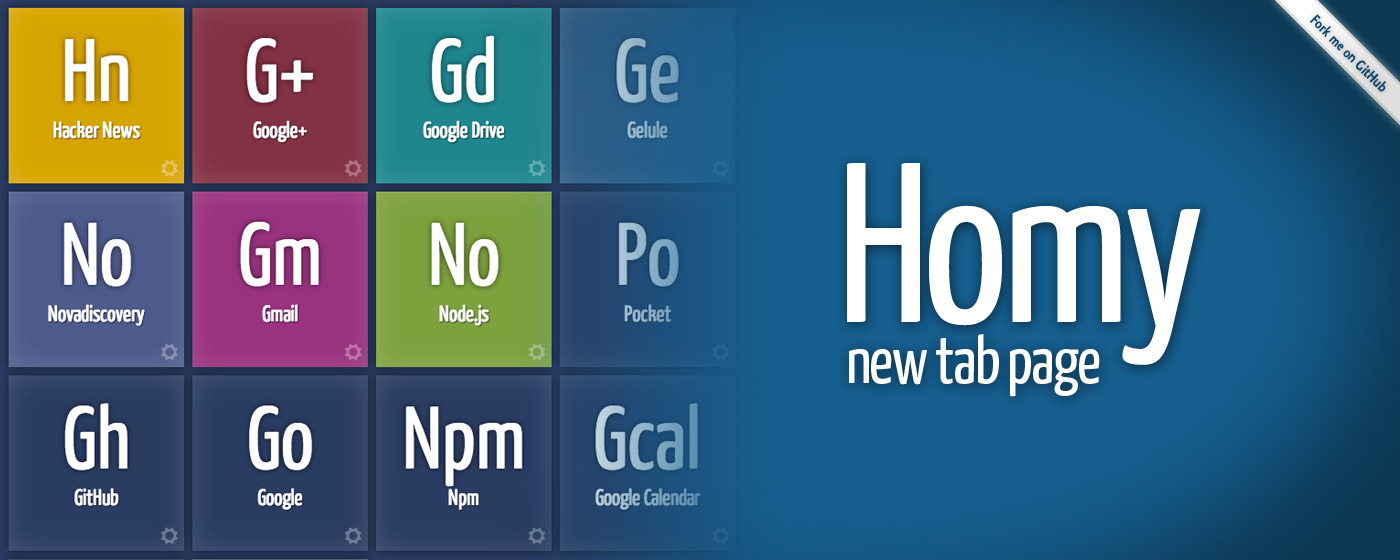 Hn
Hacker News
G+
Google+
Gd
Google Drive
Ge
Gelule
No
Novadiscovery
Gm
Gmail
No
Node.js
Po
Pocket
Gh
GitHub
Go
Google
Npm
Npm
Gcal
Google Calendar
Homy
new tab page
Fork me on GitHub